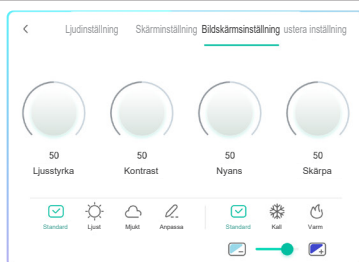 Ljudinställning Skärminställning Bildskärmsinställning ustera inställning
50 50 50 50
Ljusstyrka Kontrast Nyans Skärpa
Standard Ljust Mjukt Anpassa Standard Kall Varm